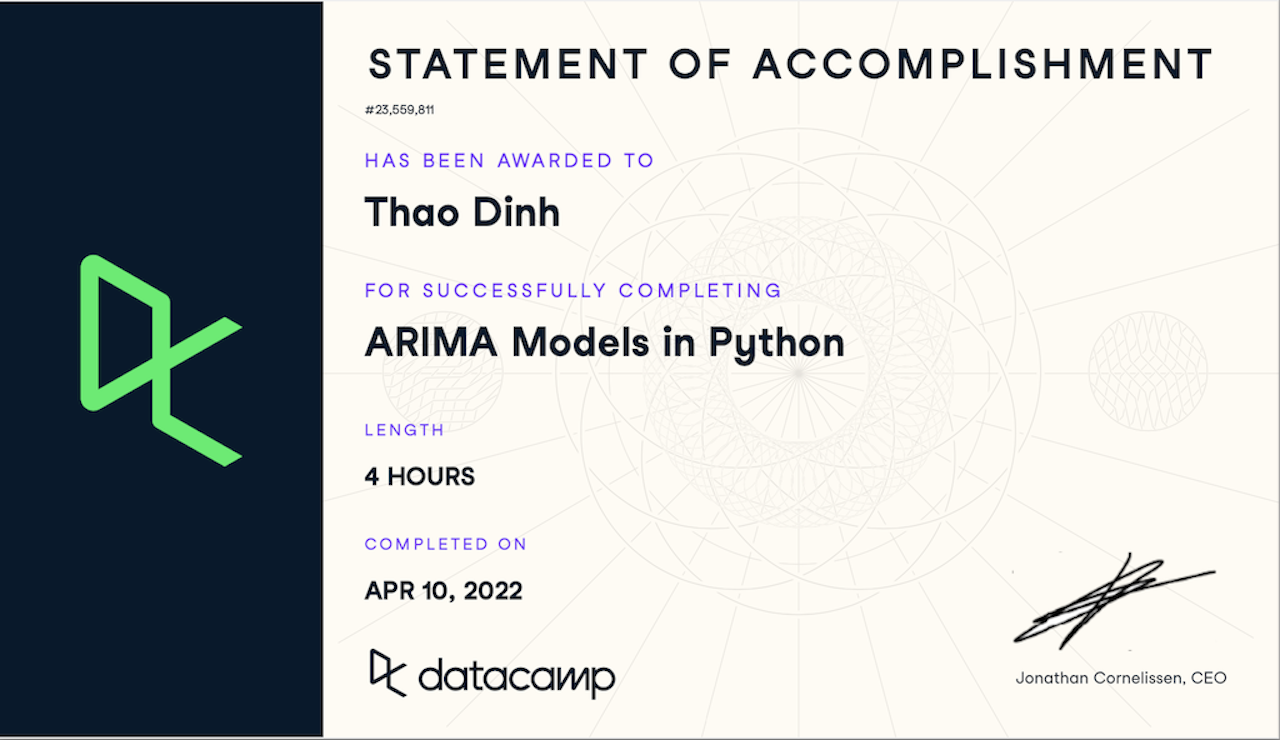 STATEMENT OF ACCOMPLISHMENT
#23,559,811
HAS BEEN AWARDED TO
Thao Dinh
FOR SUCCESSFULLY COMPLETING
ARIMA Models in Python
LENGTH
4 HOURS
COMPLETED ON
APR 10, 2022
datacamp
Jonathan Cornelissen, CEO